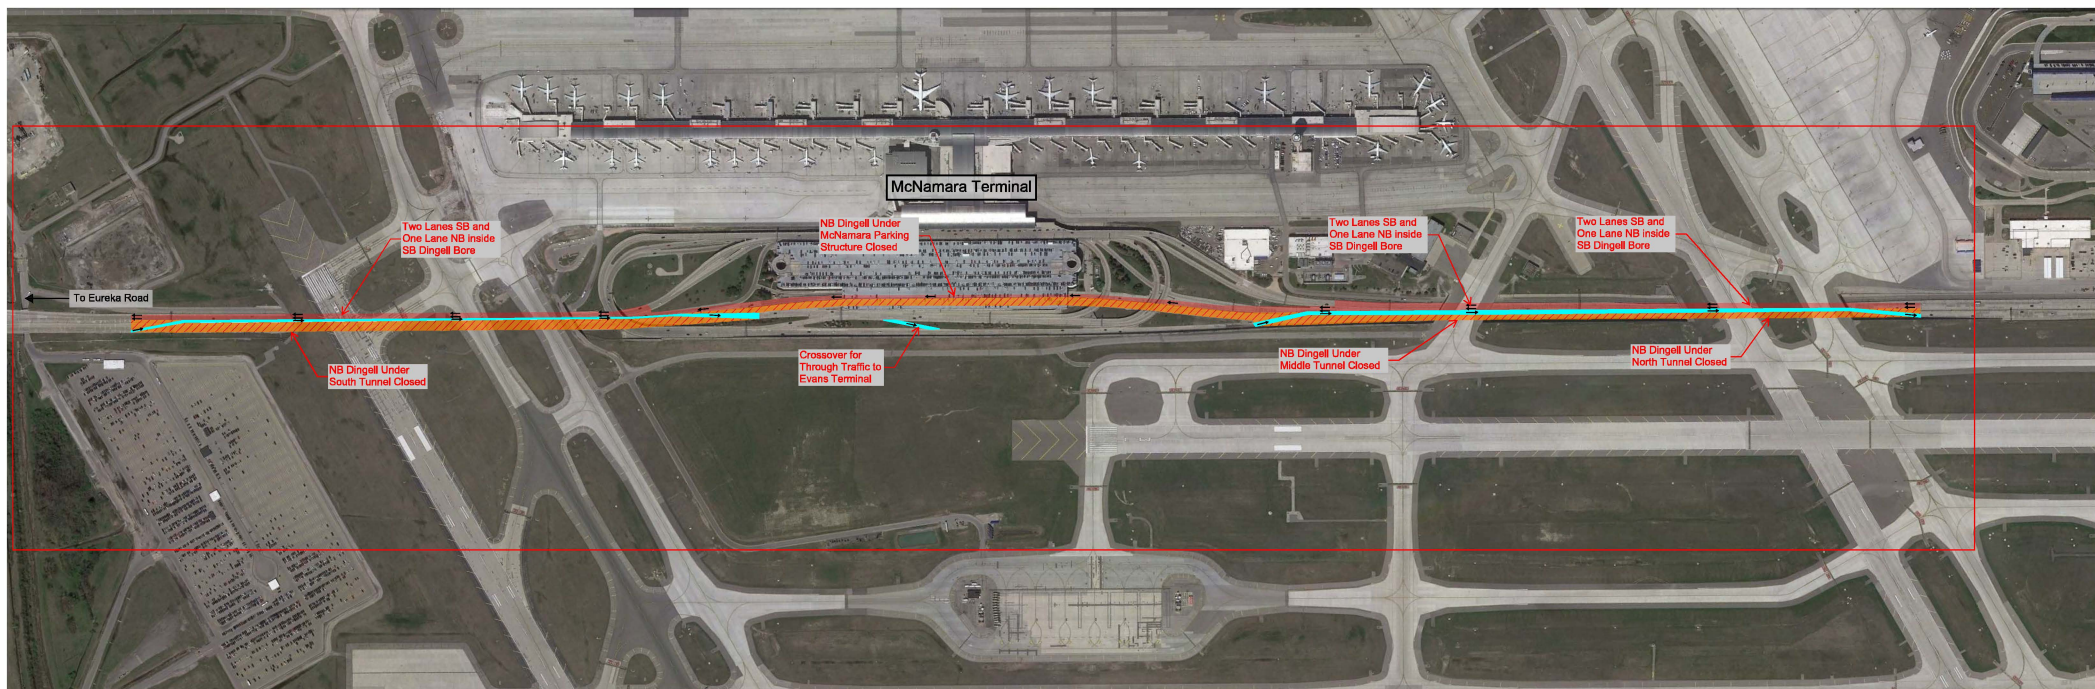 McNamara Terminal
Two Lanes SB and
One Lane NB inside
SB Dingell Bore
NB Dingell Under
McNamara Parking
Structure Closed
Two Lanes SB and
One Lane NB inside
SB Dingell Bore
Two Lanes SB and
One Lane NB inside
SB Dingell Bore
To Eureka Road
NB Dingell Under
South Tunnel Closed
Crossover for
Through Traffic to
Evans Terminal
NB Dingell Under
Middle Tunnel Closed
NB Dingell Under
North Tunnel Closed